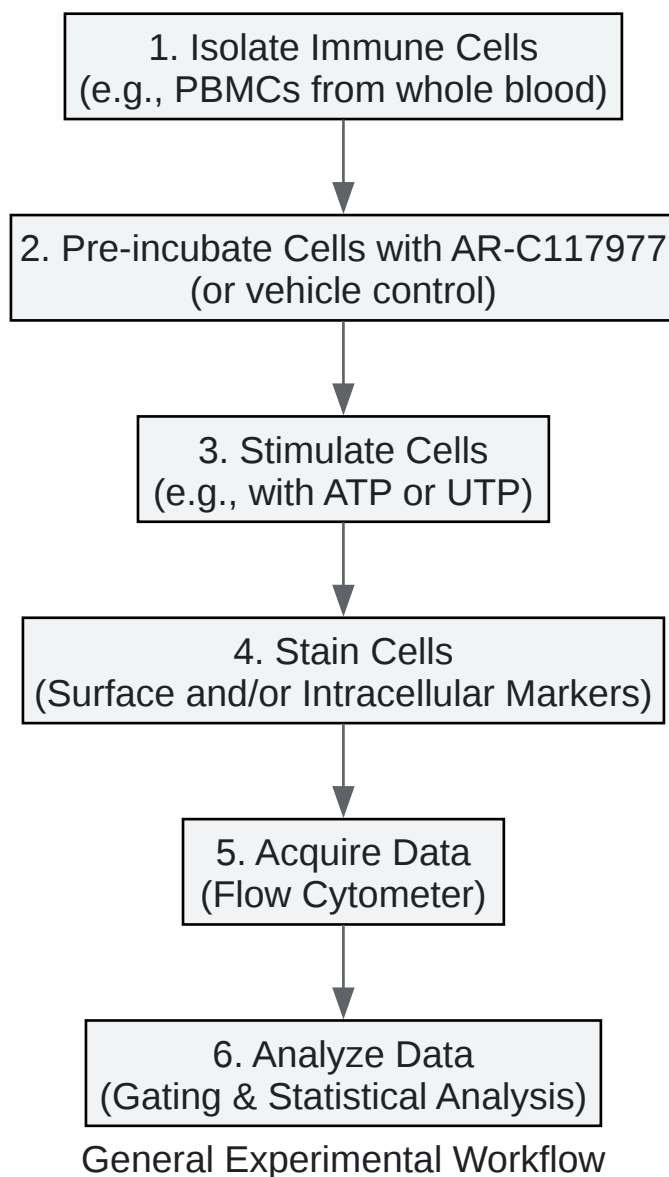 1. Isolate Immune Cells
(e.g., PBMCs from whole blood)
2. Pre-incubate Cells with AR-C117977
(or vehicle control)
3. Stimulate Cells
(e.g., with ATP or UTP)
4. Stain Cells
(Surface and/or Intracellular Markers)
5. Acquire Data
(Flow Cytometer)
6. Analyze Data
(Gating & Statistical Analysis)
General Experimental Workflow